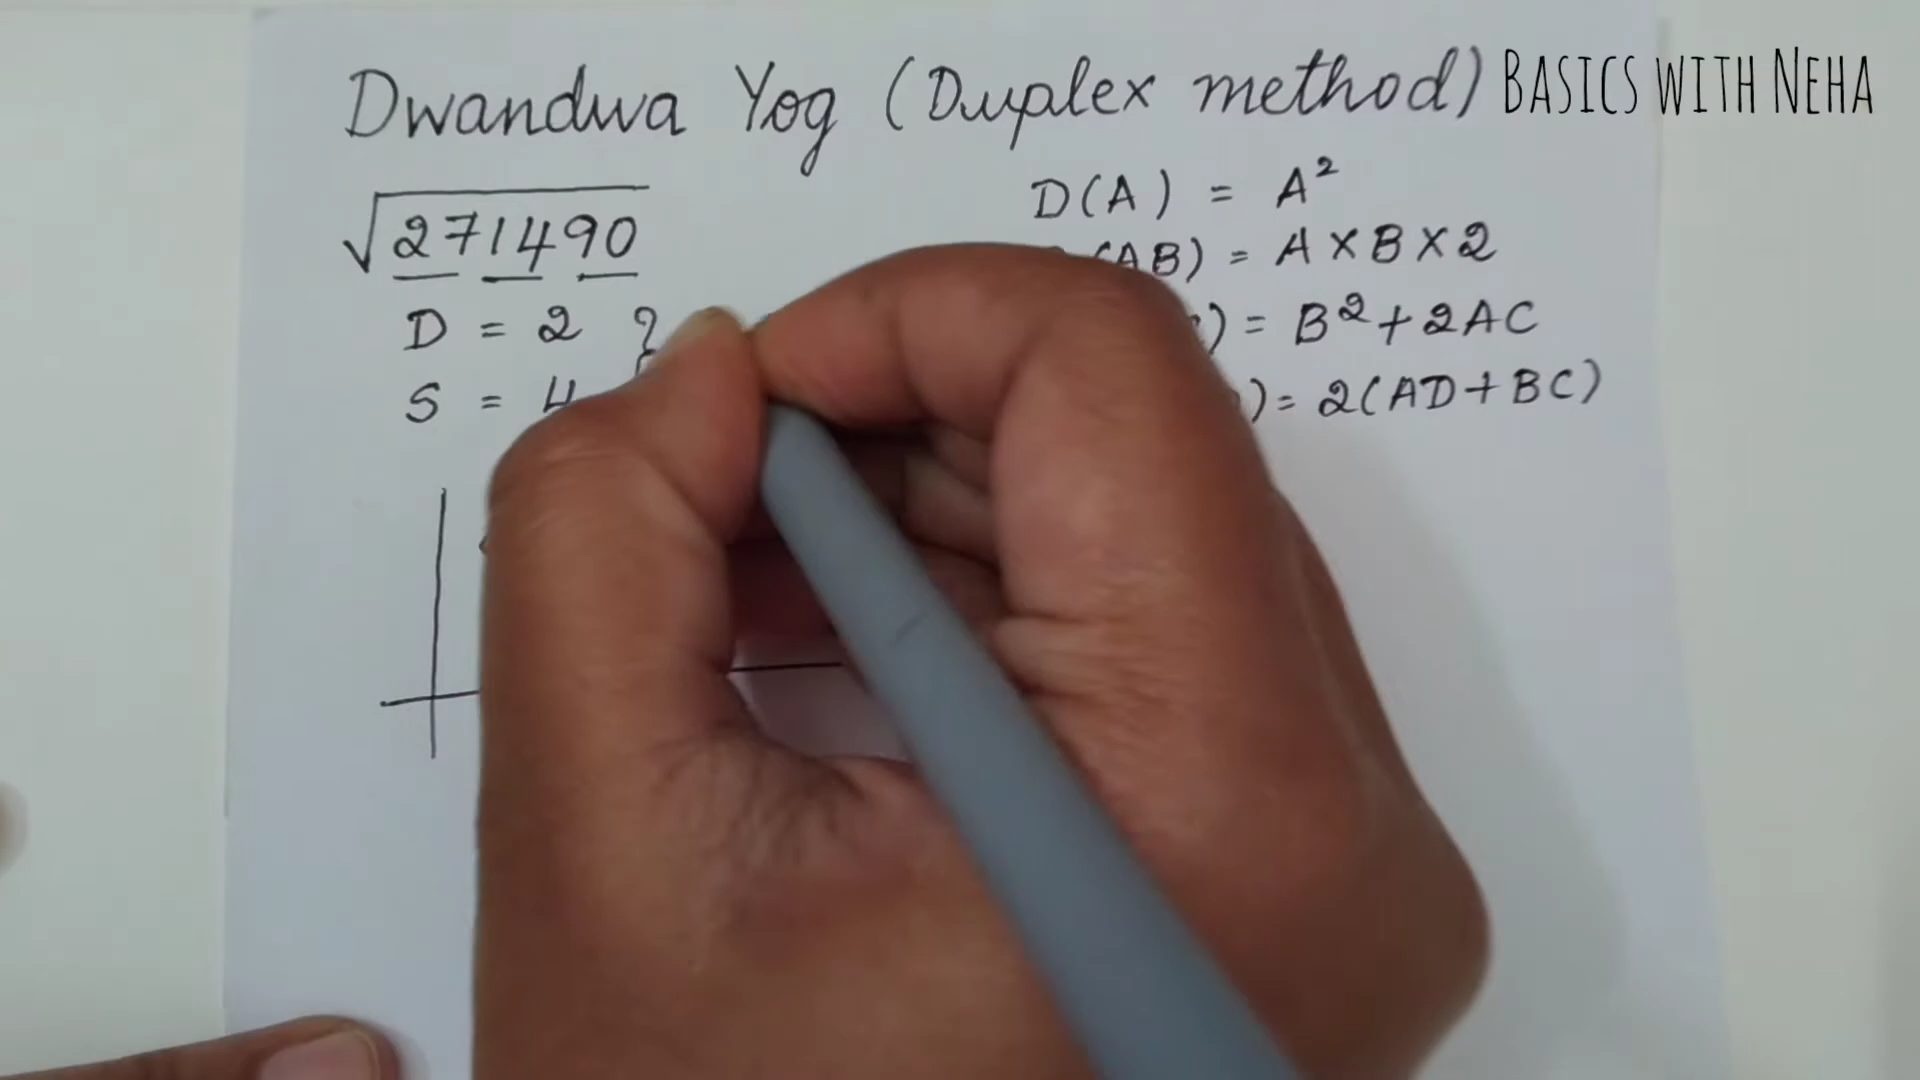 Dwandwa Yog (Duplex method)
BASICS WITH NEHA
√271490
D = 2 }
S = 4
D(A) = A²
(AB) = A × B × 2
) = B² + 2AC
) = 2(AD + BC)